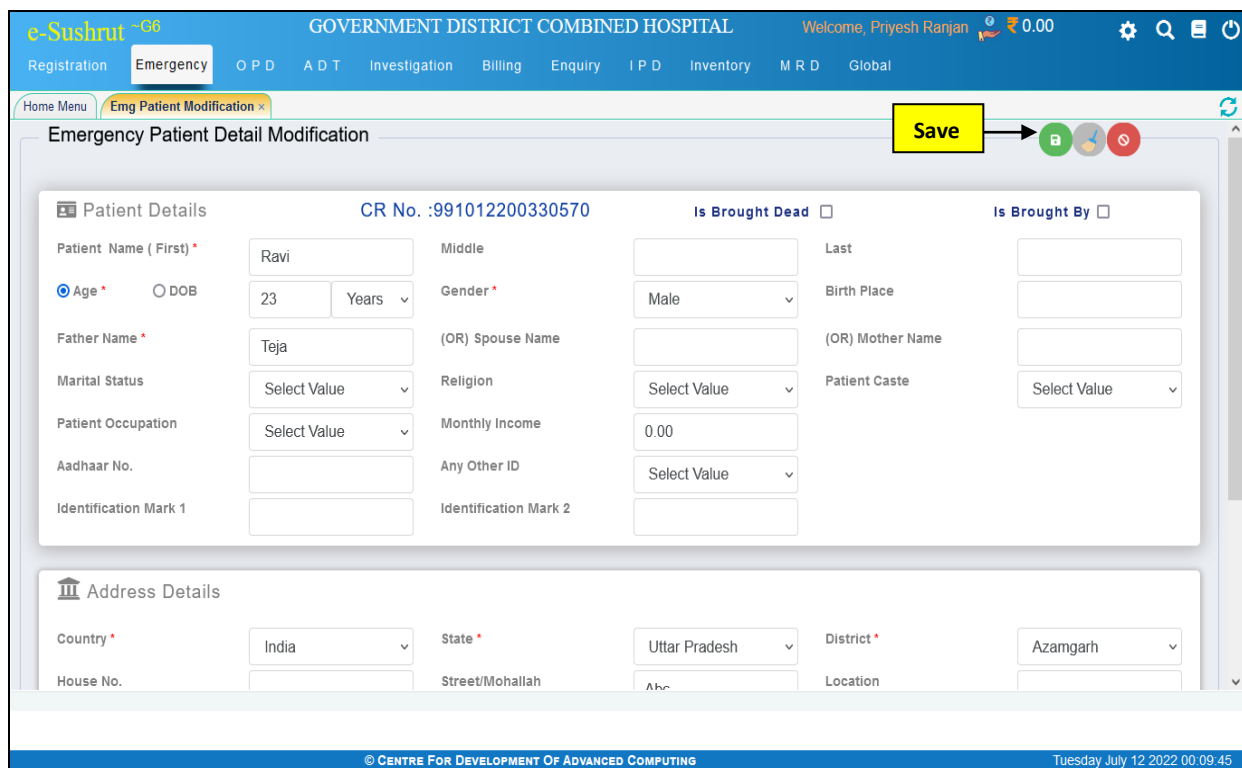 e-Sushrut ~G6 GOVERNMENT DISTRICT COMBINED HOSPITAL Welcome, Priyesh Ranjan ₹ 0.00
Registration Emergency OPD ADT Investigation Billing Enquiry IPD Inventory MRD Global
Home Menu Emg Patient Modification ×
Emergency Patient Detail Modification Save
Patient Details CR No. :991012200330570 Is Brought Dead Is Brought By
Patient Name ( First) * Ravi Middle Last
Age * DOB 23 Years Gender * Male Birth Place
Father Name * Teja (OR) Spouse Name (OR) Mother Name
Marital Status Select Value Religion Select Value Patient Caste Select Value
Patient Occupation Select Value Monthly Income 0.00
Aadhaar No. Any Other ID Select Value
Identification Mark 1 Identification Mark 2
Address Details
Country * India State * Uttar Pradesh District * Azamgarh
House No. Street/Mohallah Abc Location
© CENTRE FOR DEVELOPMENT OF ADVANCED COMPUTING Tuesday July 12 2022 00:09:45